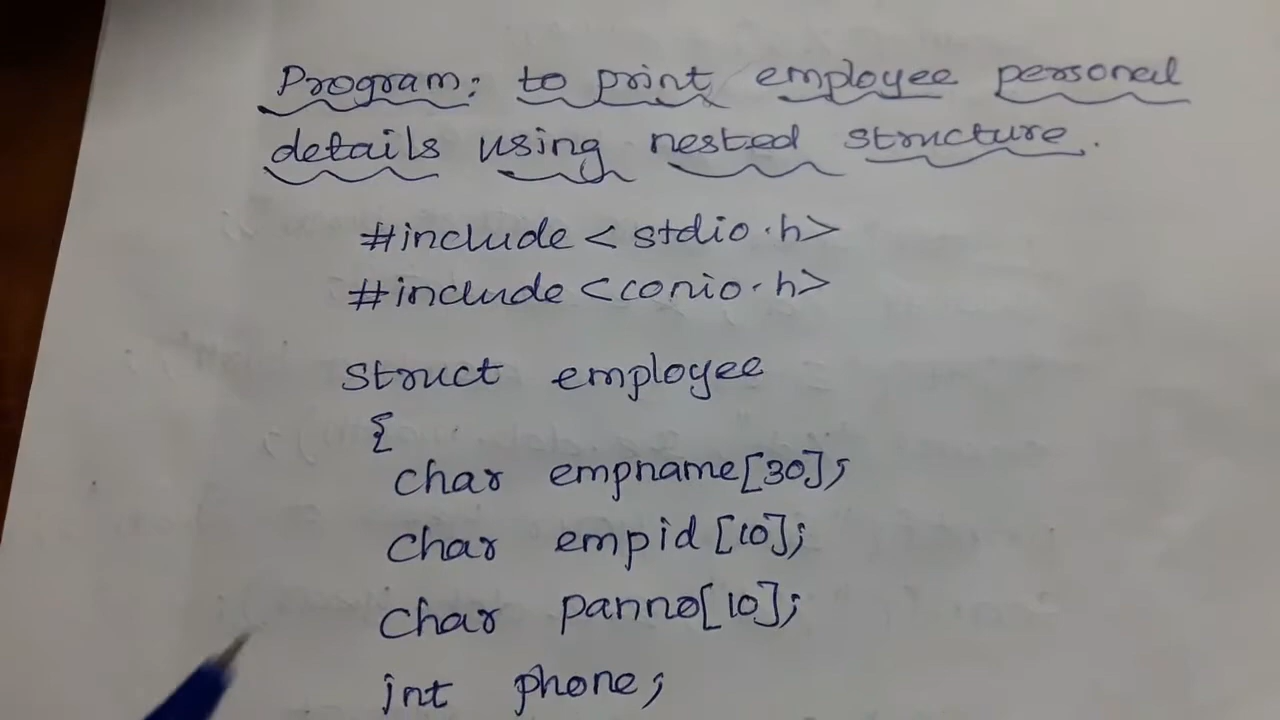 Program: to print employee personal
details using nested structure.
#include < stdio.h>
#include <conio.h>
struct employee
{
char empname[30];
char empid [10];
char panno[10];
int phone;